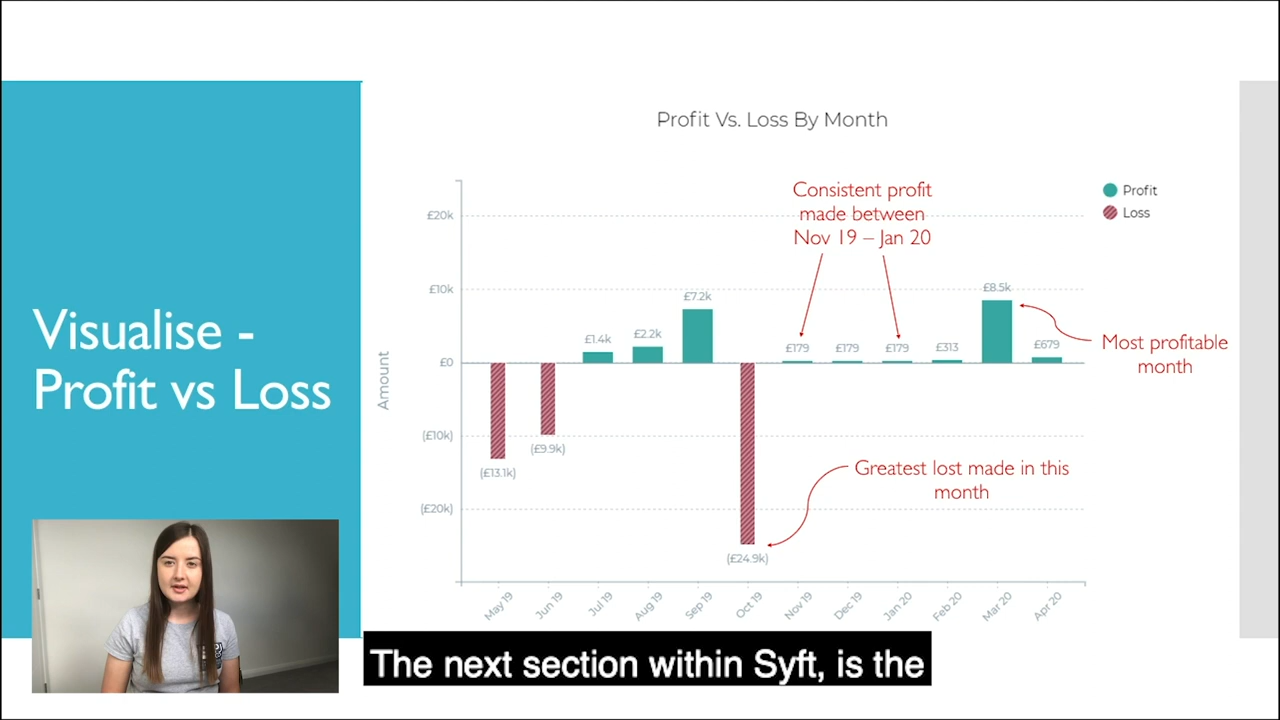 Visualise -
Profit vs Loss
Profit Vs. Loss By Month
Profit
Loss
Consistent profit
made between
Nov 19 – Jan 20
Most profitable
month
Greatest lost made in this
month
Amount
£20k
£10k
£0
(£10k)
(£20k)
(£13.1k)
(£9.9k)
£1.4k
£2.2k
£7.2k
(£24.9k)
£179
£179
£179
£313
£8.5k
£679
May 19
Jun 19
Jul 19
Aug 19
Sep 19
Oct 19
Nov 19
Dec 19
Jan 20
Feb 20
Mar 20
Apr 20
The next section within Syft, is the